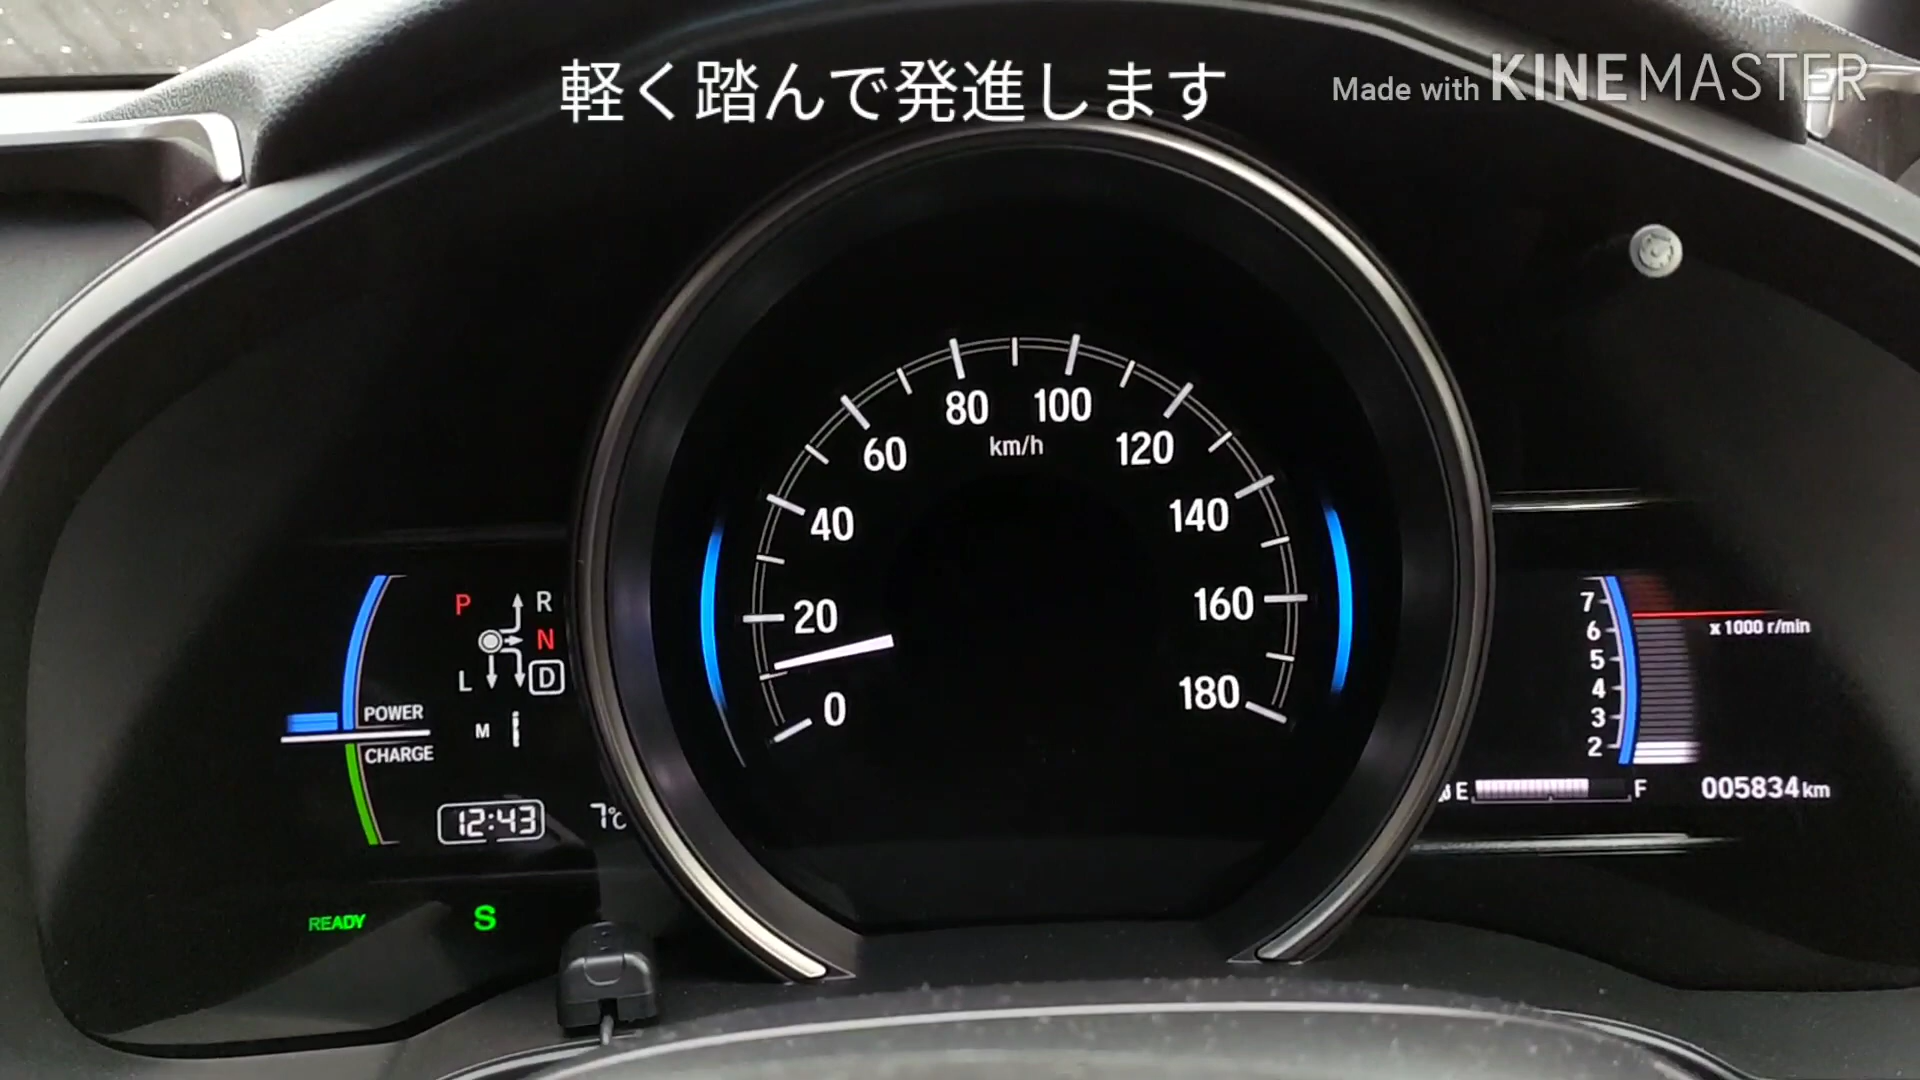 軽く踏んで発進します
Made with KINEMASTER
80 100
km/h
60 120
40 140
20 160
0 180
P R
N
L D
M
POWER
CHARGE
12:43 7℃
READY S
7
6
5
4
3
2
x 1000 r/min
E F 005834 km